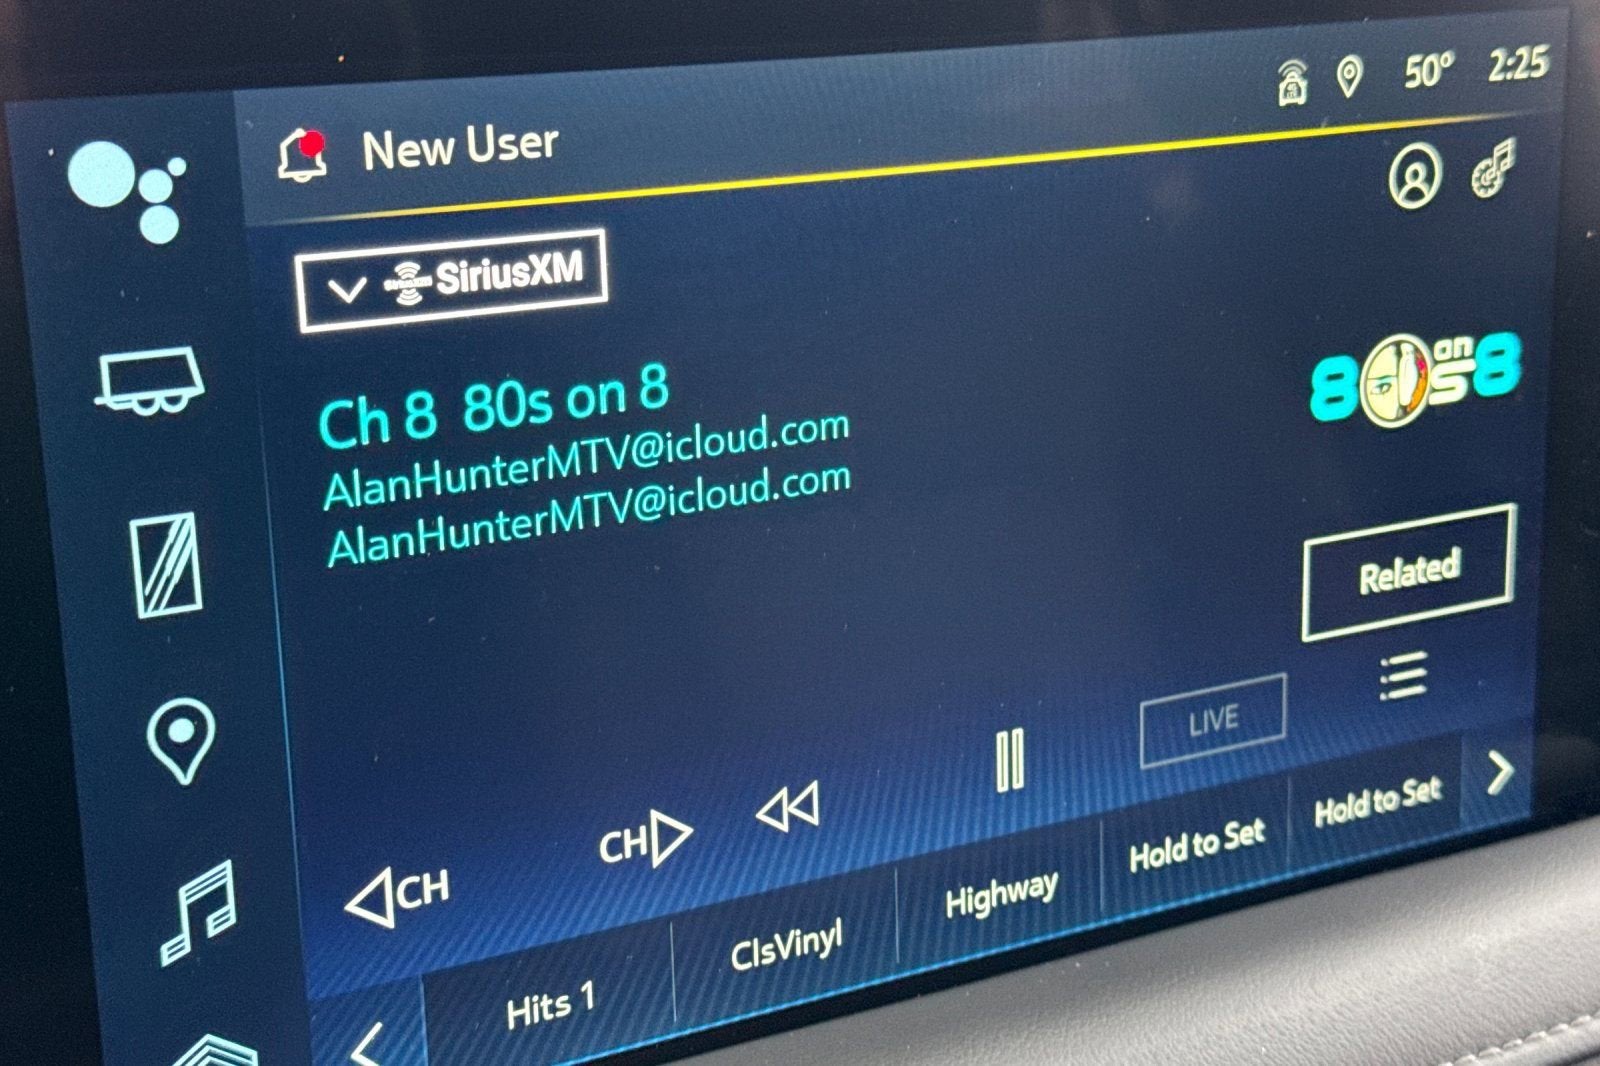 50° 2:25
New User
SiriusXM
80s on 8
Ch 8 80s on 8
AlanHunterMTV@icloud.com
AlanHunterMTV@icloud.com
Related
LIVE
CH
CH
Hits 1
ClsVinyl
Highway
Hold to Set
Hold to Set